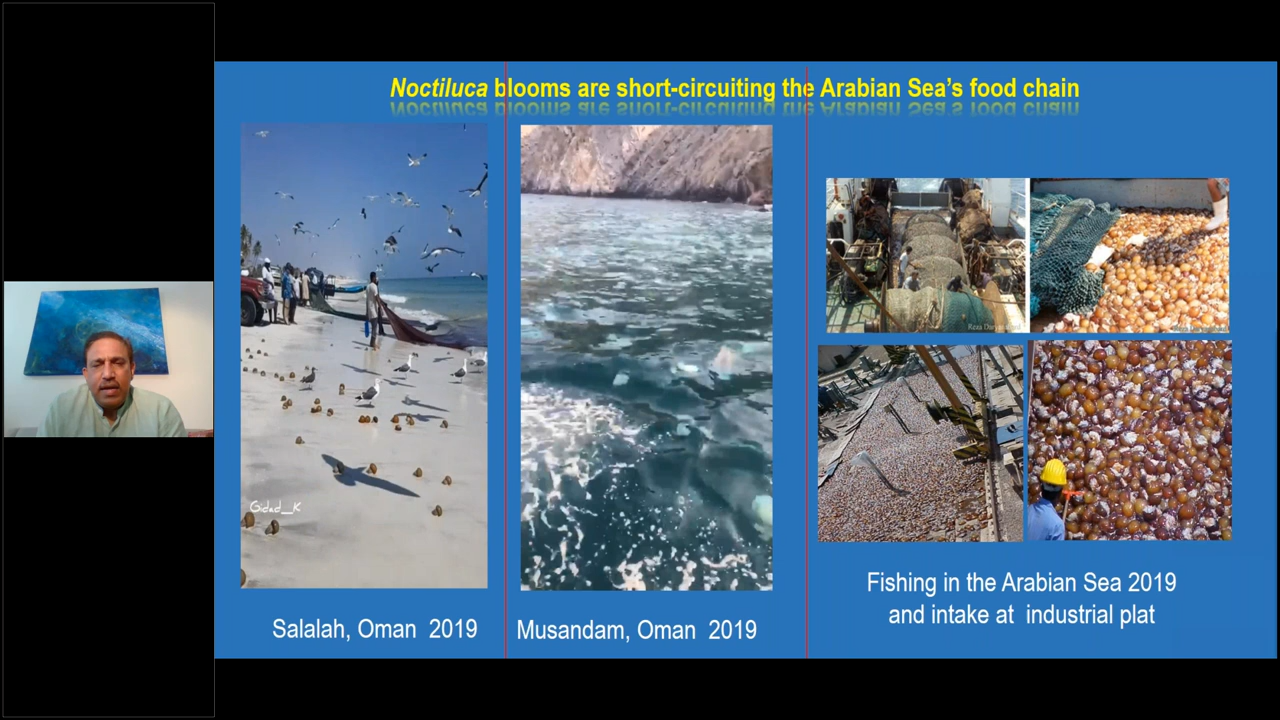 Noctiluca blooms are short-circuiting the Arabian Sea's food chain
Gidad_K
Salalah, Oman 2019
Musandam, Oman 2019
Fishing in the Arabian Sea 2019
and intake at industrial plat